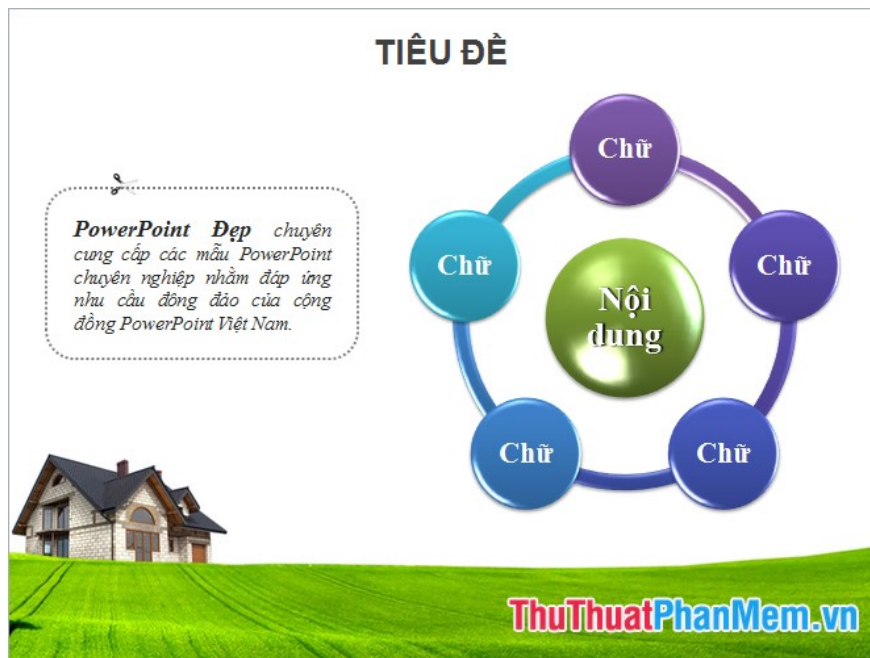 TIÊU ĐỀ
PowerPoint Đẹp chuyên
cung cấp các mẫu PowerPoint
chuyên nghiệp nhằm đáp ứng
nhu cầu đông đảo của cộng
đồng PowerPoint Việt Nam.
Chữ
Chữ
Chữ
Nội
dung
Chữ
Chữ
ThuThuatPhanMem.vn